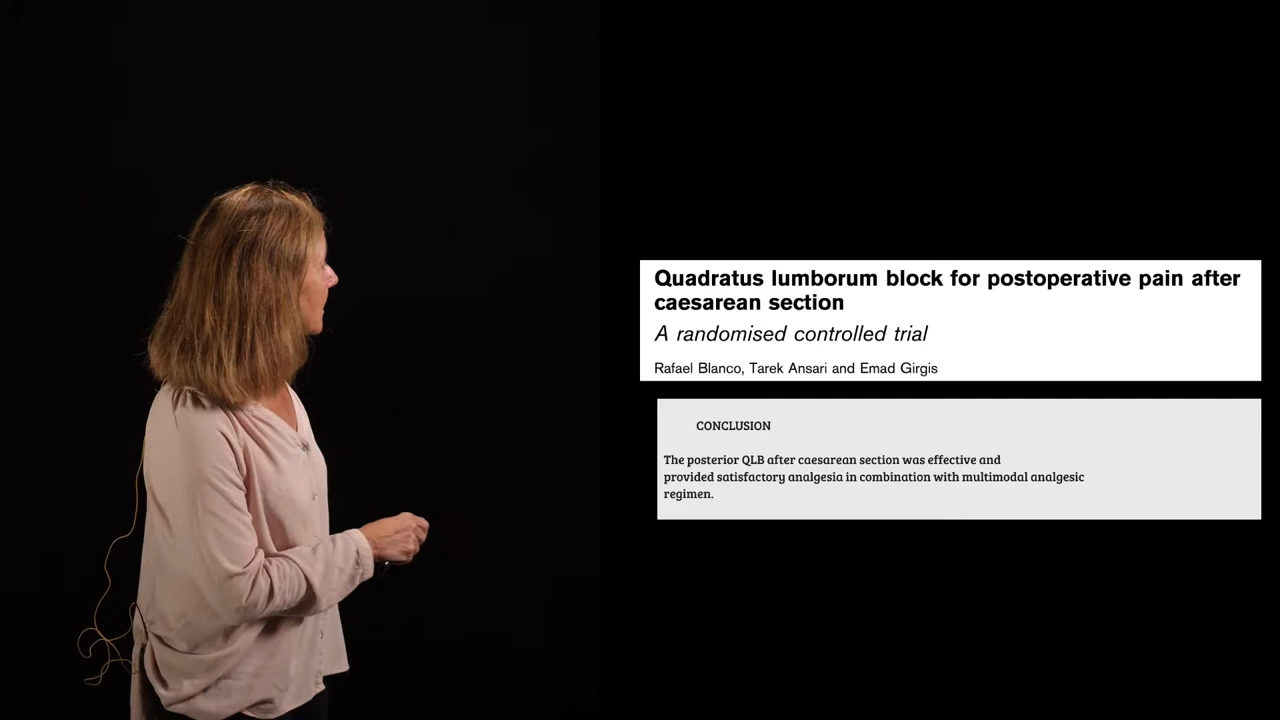 Quadratus lumborum block for postoperative pain after
caesarean section
A randomised controlled trial
Rafael Blanco, Tarek Ansari and Emad Girgis
CONCLUSION
The posterior QLB after caesarean section was effective and
provided satisfactory analgesia in combination with multimodal analgesic
regimen.